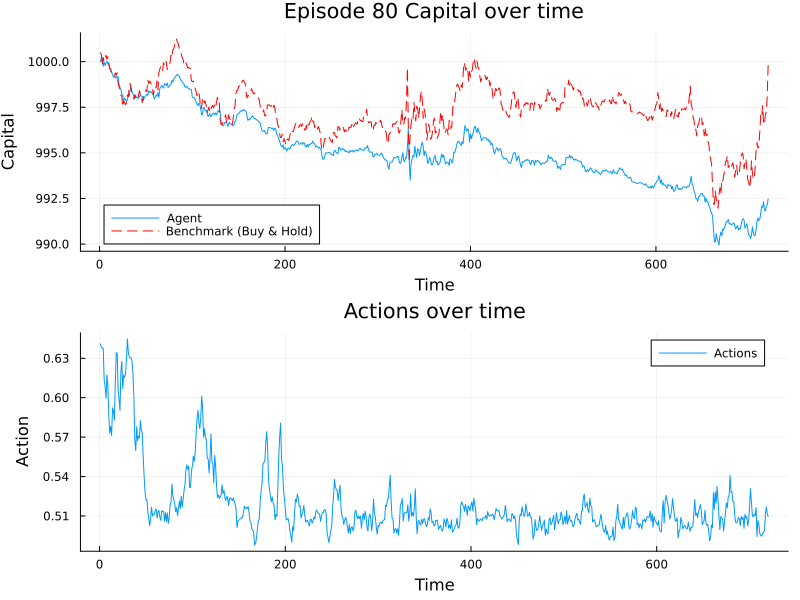 Episode 80 Capital over time
1000.0
997.5
995.0
992.5
990.0
Capital
Agent
Benchmark (Buy & Hold)
0
200
400
600
Time
Actions over time
0.63
0.60
0.57
0.54
0.51
Action
Actions
0
200
400
600
Time